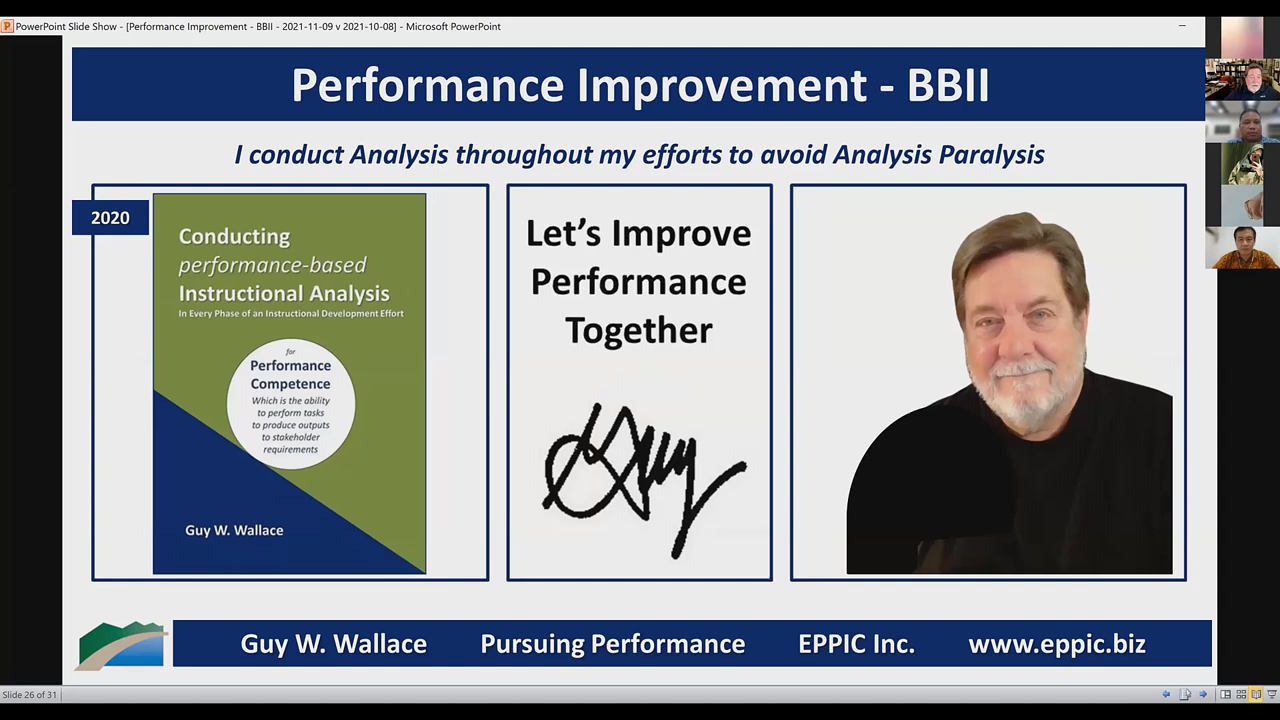 PowerPoint Slide Show - [Performance Improvement - BBII - 2021-11-09 v 2021-10-08] - Microsoft PowerPoint
Performance Improvement - BBII
I conduct Analysis throughout my efforts to avoid Analysis Paralysis
2020
Conducting
performance-based
Instructional Analysis
In Every Phase of an Instructional Development Effort
for
Performance
Competence
Which is the ability
to perform tasks
to produce outputs
to stakeholder
requirements
Guy W. Wallace
Let's Improve
Performance
Together
Guy
Guy W. Wallace Pursuing Performance EPPIC Inc. www.eppic.biz
Slide 26 of 31